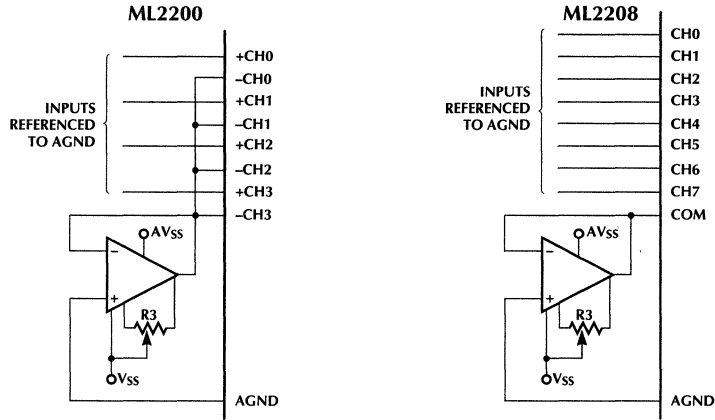 ML2200
+CH0
–CH0
+CH1
–CH1
+CH2
–CH2
+CH3
–CH3
INPUTS
REFERENCED
TO AGND
AVSS
–
+
R3
VSS
AGND
ML2208
CH0
CH1
CH2
CH3
CH4
CH5
CH6
CH7
COM
INPUTS
REFERENCED
TO AGND
AVSS
–
+
R3
VSS
AGND